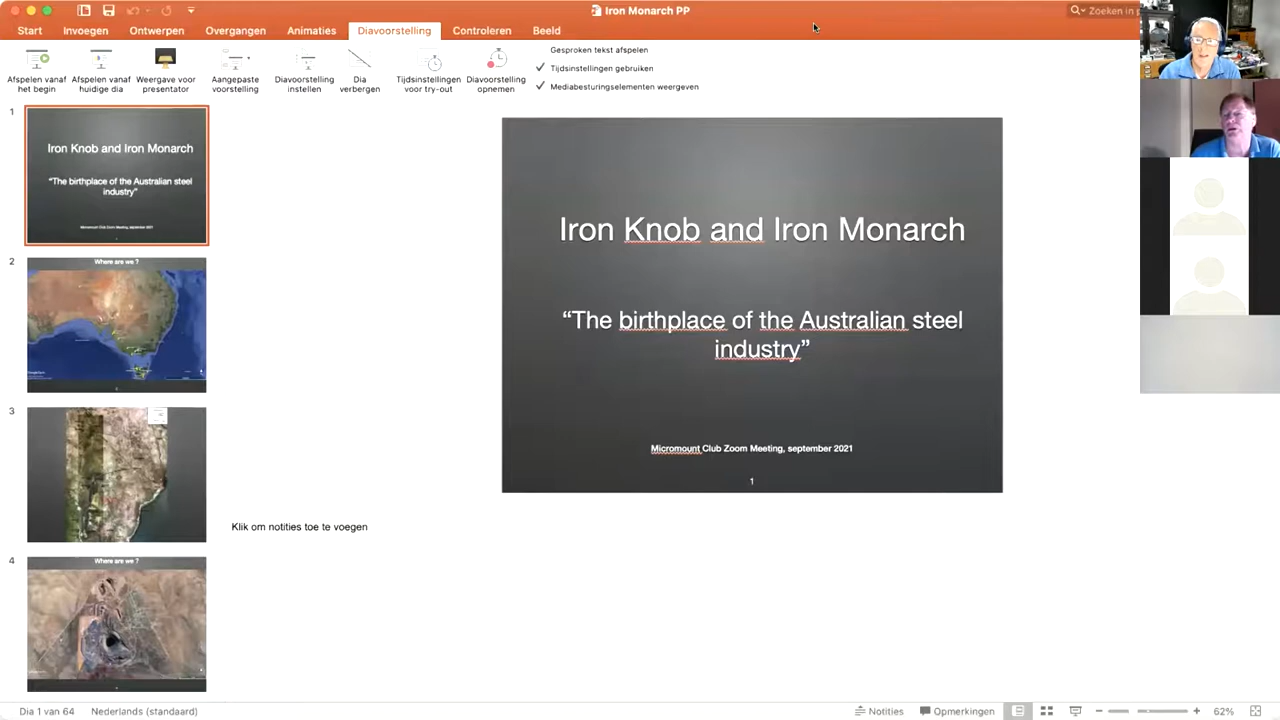 Iron Monarch PP
Zoeken in p
Start
Invoegen
Ontwerpen
Overgangen
Animaties
Diavoorstelling
Controleren
Beeld
Afspelen vanaf
het begin
Afspelen vanaf
huidige dia
Weergave voor
presentator
Aangepaste
voorstelling
Diavoorstelling
instellen
Dia
verbergen
Tijdsinstellingen
voor try-out
Diavoorstelling
opnemen
Gesproken tekst afspelen
Tijdsinstellingen gebruiken
Mediabesturingselementen weergeven
1
Iron Knob and Iron Monarch
“The birthplace of the Australian steel
industry”
Micromount Club Zoom Meeting, september 2021
2
Where are we ?
3
4
Where are we ?
Iron Knob and Iron Monarch
“The birthplace of the Australian steel
industry”
Micromount Club Zoom Meeting, september 2021
1
Klik om notities toe te voegen
Dia 1 van 64
Nederlands (standaard)
Notities
Opmerkingen
62%